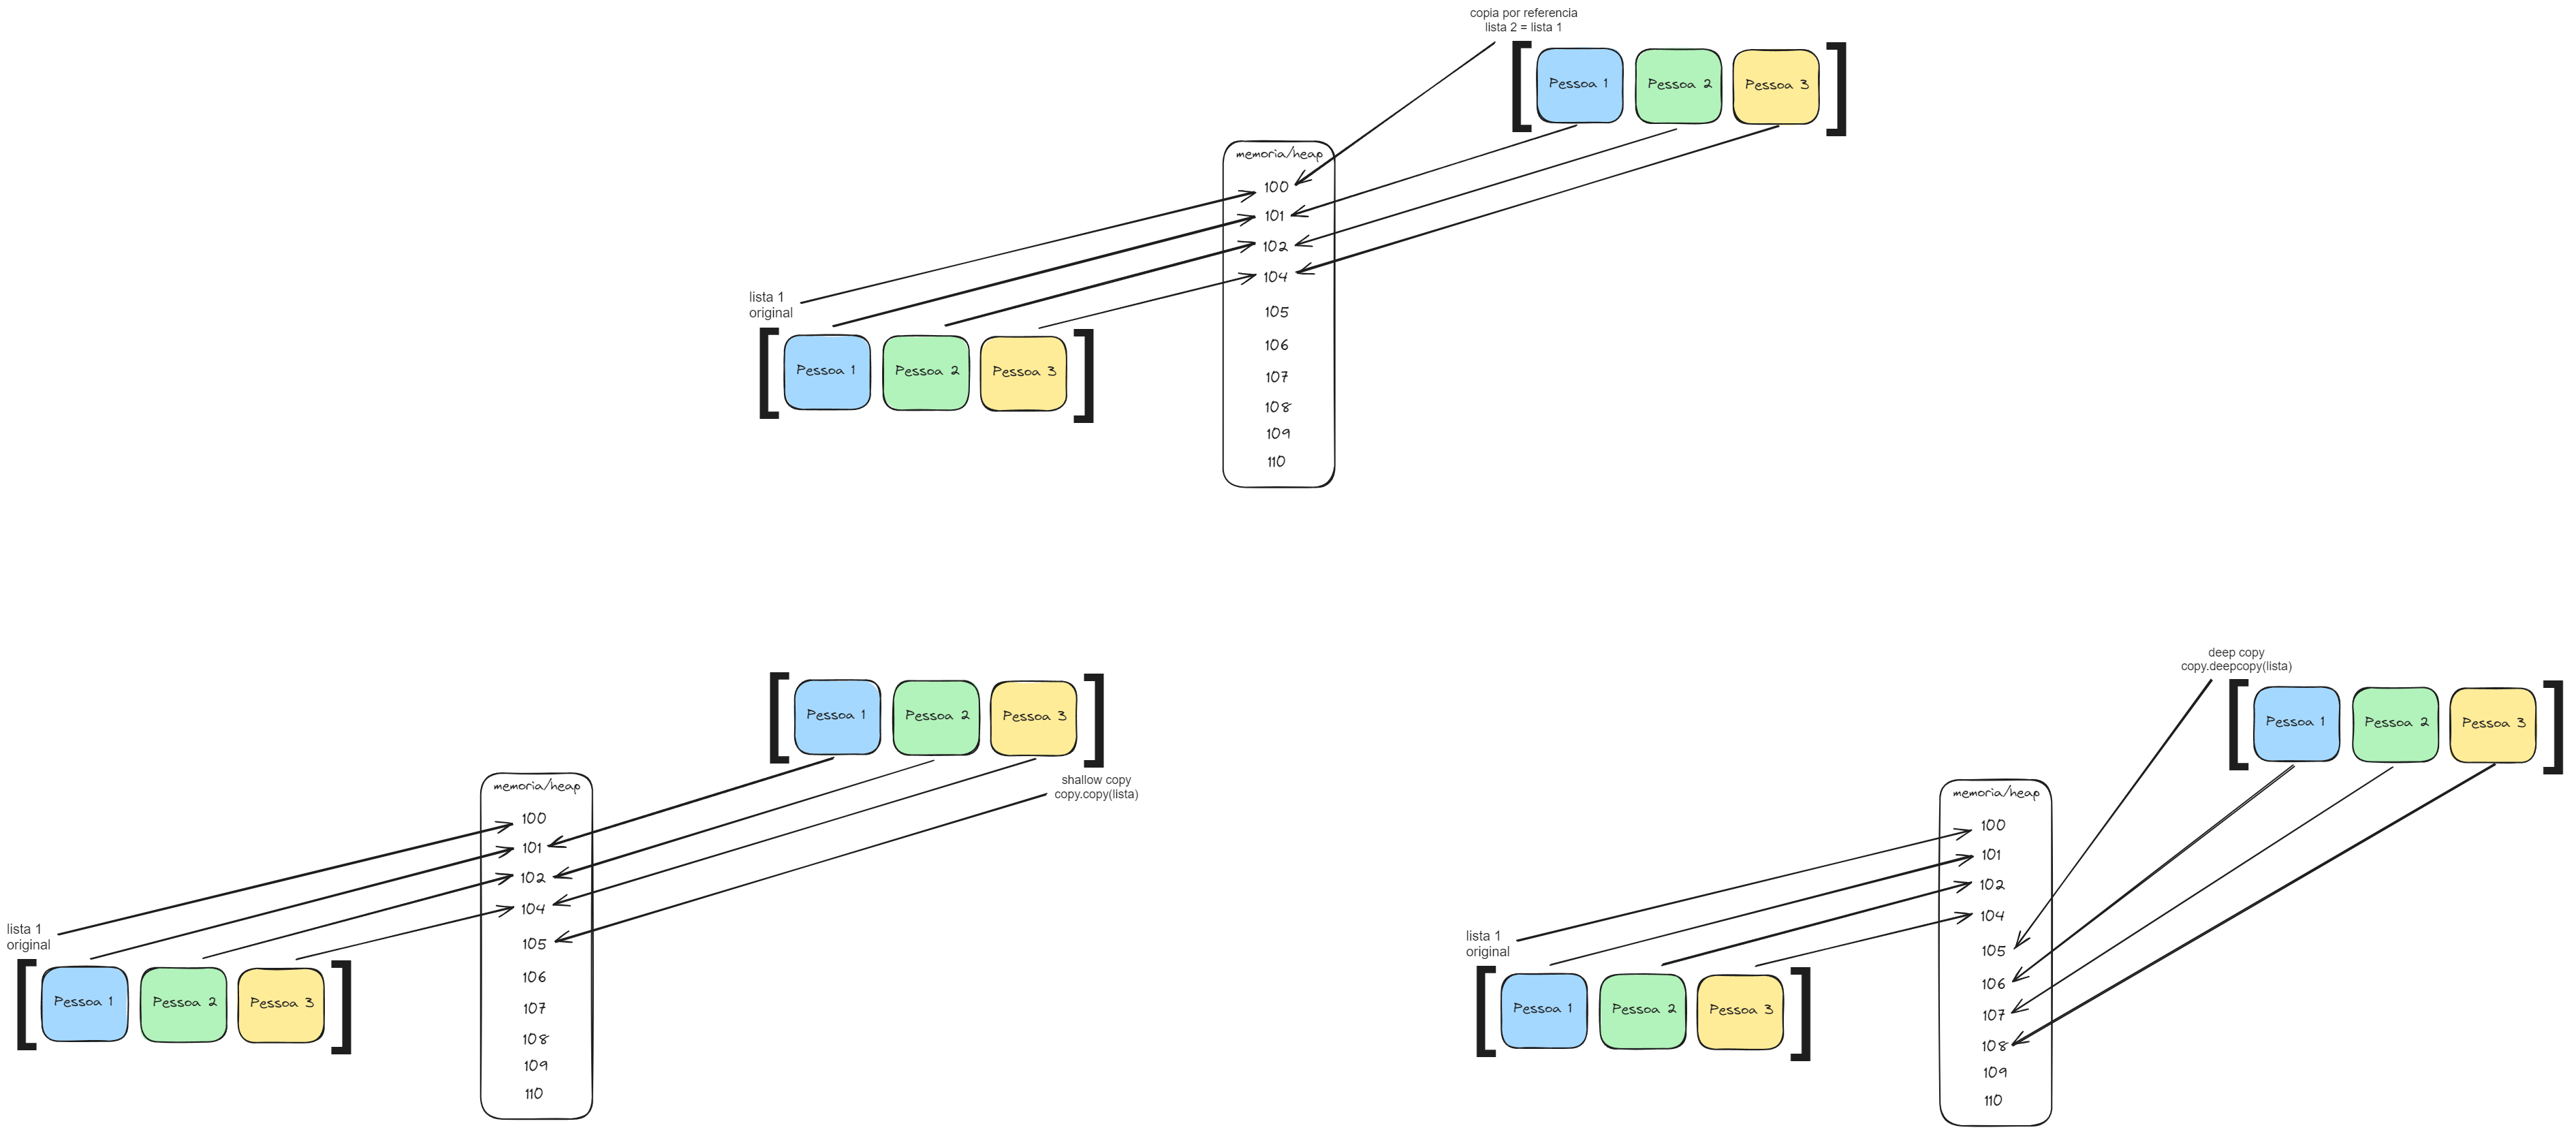 copia por referencia
lista 2 = lista 1
[ Pessoa 1 Pessoa 2 Pessoa 3 ]
memoria/heap
100
101
102
104
105
106
107
108
109
110
lista 1
original
[ Pessoa 1 Pessoa 2 Pessoa 3 ]
[ Pessoa 1 Pessoa 2 Pessoa 3 ]
shallow copy
copy.copy(lista)
memoria/heap
100
101
102
104
105
106
107
108
109
110
lista 1
original
[ Pessoa 1 Pessoa 2 Pessoa 3 ]
deep copy
copy.deepcopy(lista)
[ Pessoa 1 Pessoa 2 Pessoa 3 ]
memoria/heap
100
101
102
104
105
106
107
108
109
110
lista 1
original
[ Pessoa 1 Pessoa 2 Pessoa 3 ]